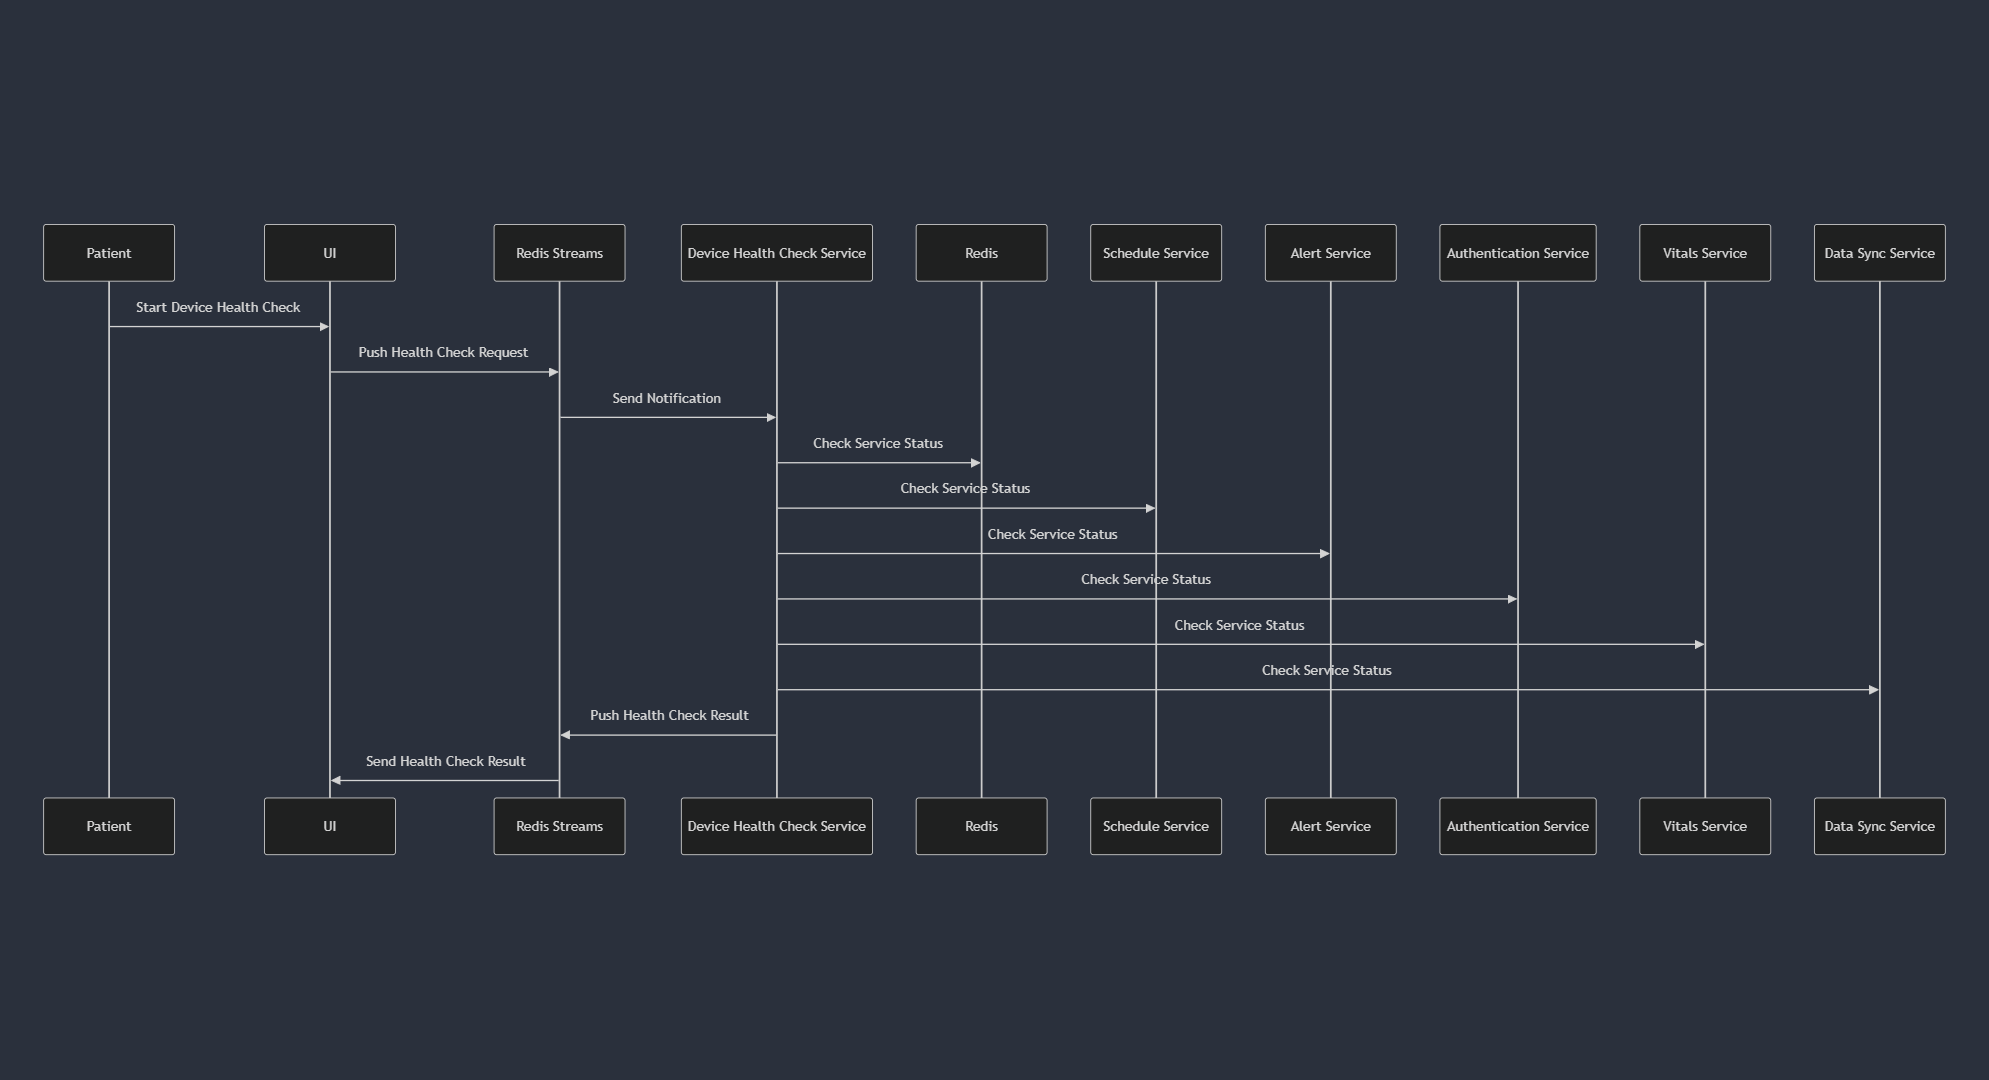 Patient
UI
Redis Streams
Device Health Check Service
Redis
Schedule Service
Alert Service
Authentication Service
Vitals Service
Data Sync Service
Start Device Health Check
Push Health Check Request
Send Notification
Check Service Status
Check Service Status
Check Service Status
Check Service Status
Check Service Status
Check Service Status
Push Health Check Result
Send Health Check Result
Patient
UI
Redis Streams
Device Health Check Service
Redis
Schedule Service
Alert Service
Authentication Service
Vitals Service
Data Sync Service